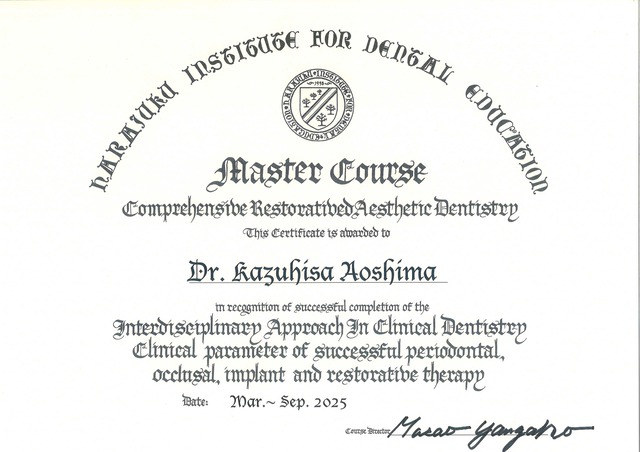 HARAJUKU INSTITUTE FOR DENTAL EDUCATION
Master Course
Comprehensive Restorative&Aesthetic Dentistry
This Certificate is awarded to
Dr. Kazuhisa Aoshima
in recognition of successful completion of the
Interdisciplinary Approach In Clinical Dentistry
Clinical parameter of successful periodontal,
occlusal, implant and restorative therapy
Date: Mar.~ Sep. 2025
Course Director